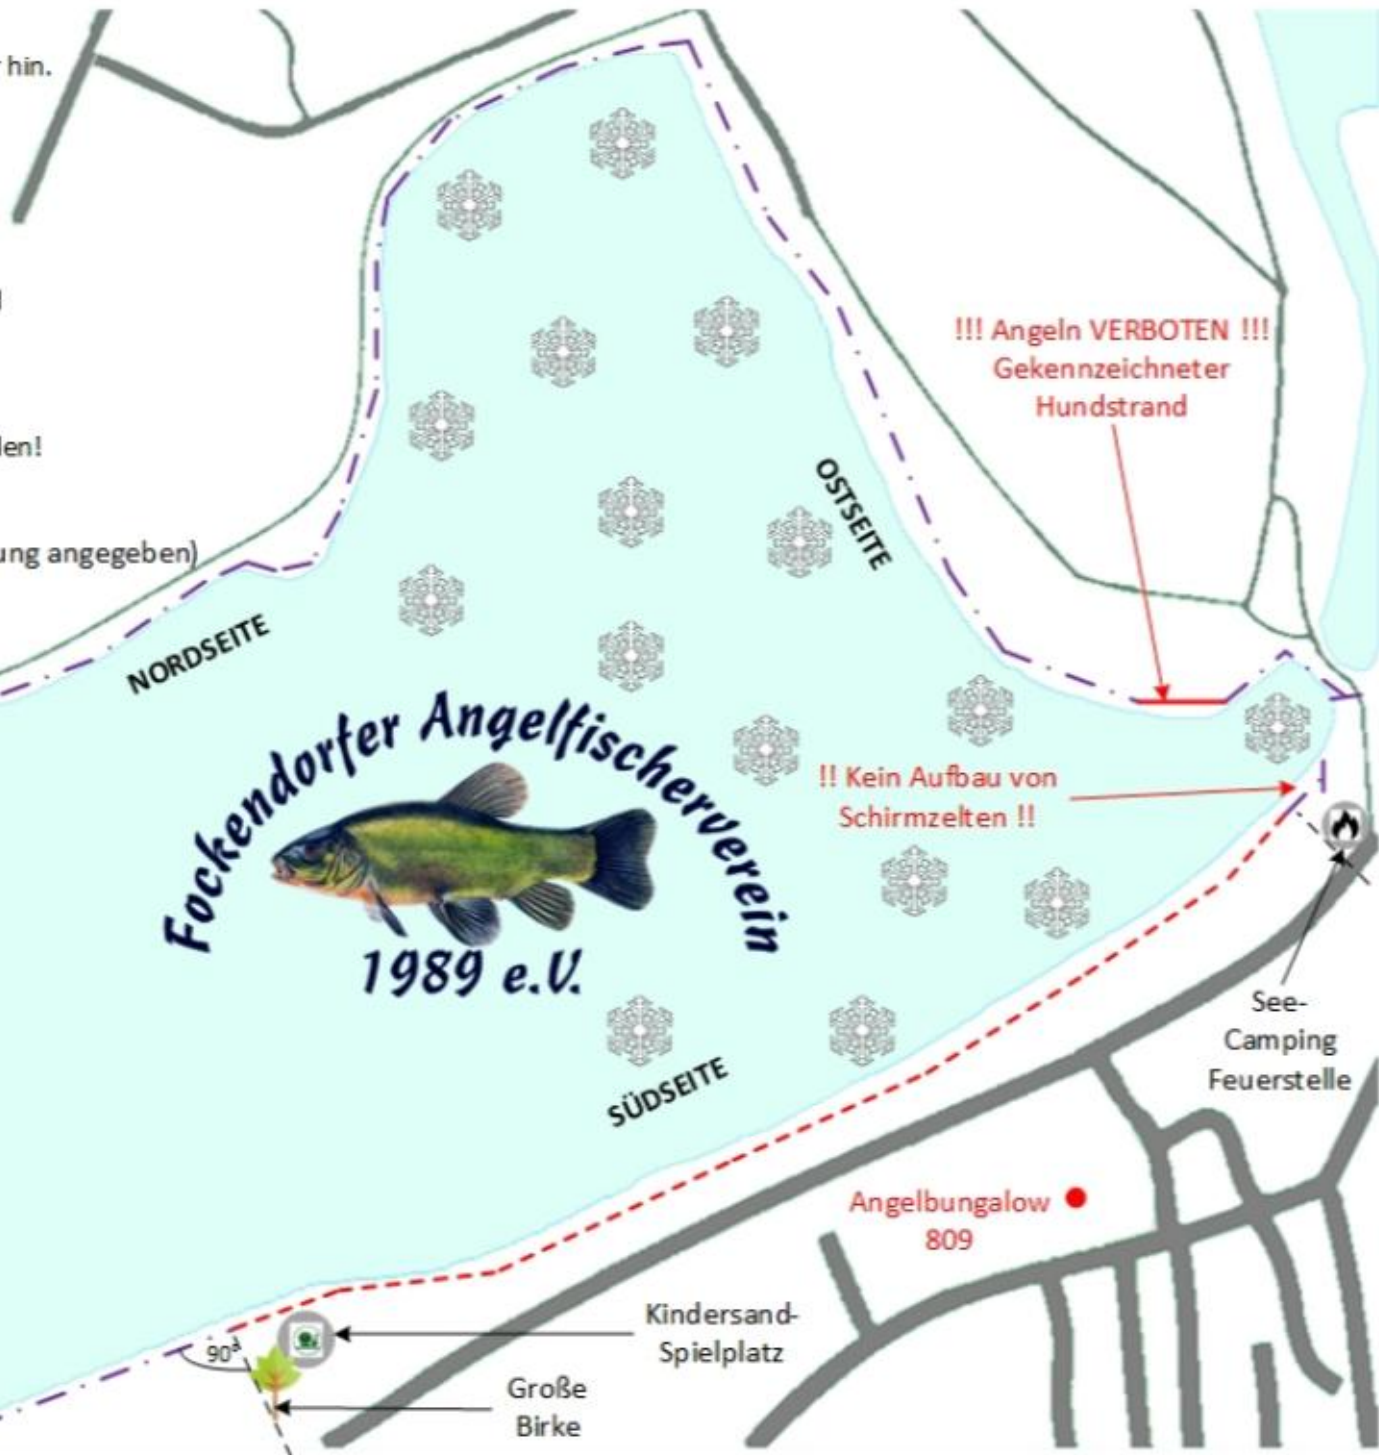 hin.
!!! Angeln VERBOTEN !!!
Gekennzeichneter
Hundstrand
len!
ung angegeben)
OSTSEITE
NORDSEITE
Fockendorfer Angelfischerverein
1989 e.V.
!! Kein Aufbau von
Schirmzelten !!
See-
Camping
Feuerstelle
SÜDSEITE
Angelbungalow
809
Kindersand-
Spielplatz
90°
Große
Birke